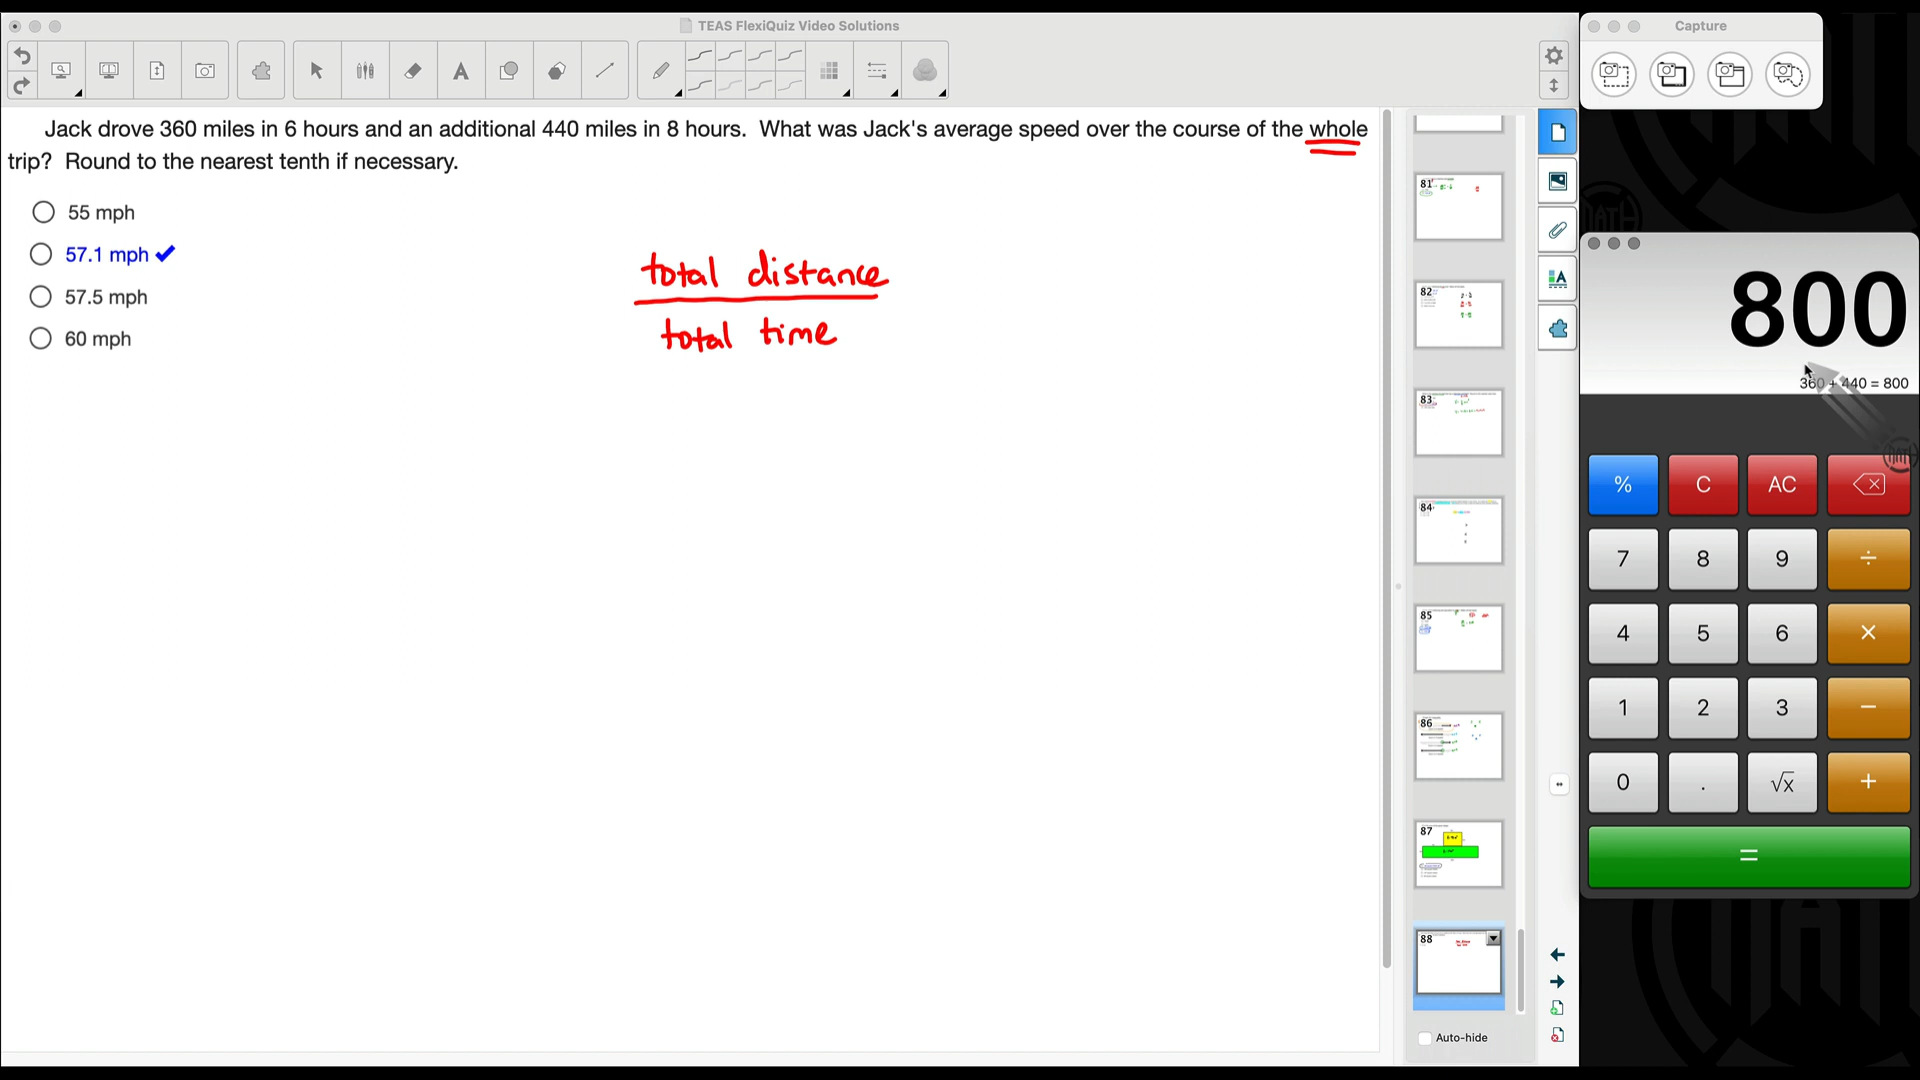 TEAS FlexiQuiz Video Solutions
Capture
Jack drove 360 miles in 6 hours and an additional 440 miles in 8 hours. What was Jack's average speed over the course of the whole
trip? Round to the nearest tenth if necessary.
55 mph
57.1 mph
57.5 mph
60 mph
total distance
total time
81
82
83
84
85
86
87
88
Auto-hide
800
360 + 440 = 800
% C AC
7 8 9 ÷
4 5 6 ×
1 2 3 −
0 . √x +
=
MATH